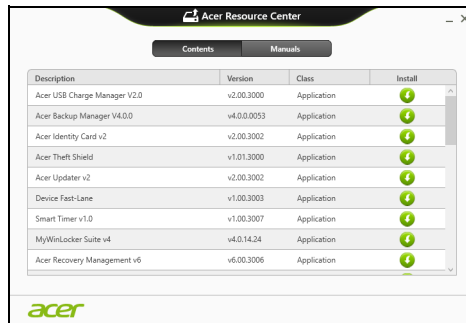 Acer Resource Center
Contents Manuals
Description Version Class Install
Acer USB Charge Manager V2.0 v2.00.3000 Application
Acer Backup Manager V4.0.0 v4.0.0.0053 Application
Acer Identity Card v2 v2.00.3002 Application
Acer Theft Shield v1.01.3000 Application
Acer Updater v2 v2.00.3002 Application
Device Fast-Lane v1.00.3003 Application
Smart Timer v1.0 v1.00.3007 Application
MyWinLocker Suite v4 v4.0.14.24 Application
Acer Recovery Management v6 v6.00.3006 Application
acer